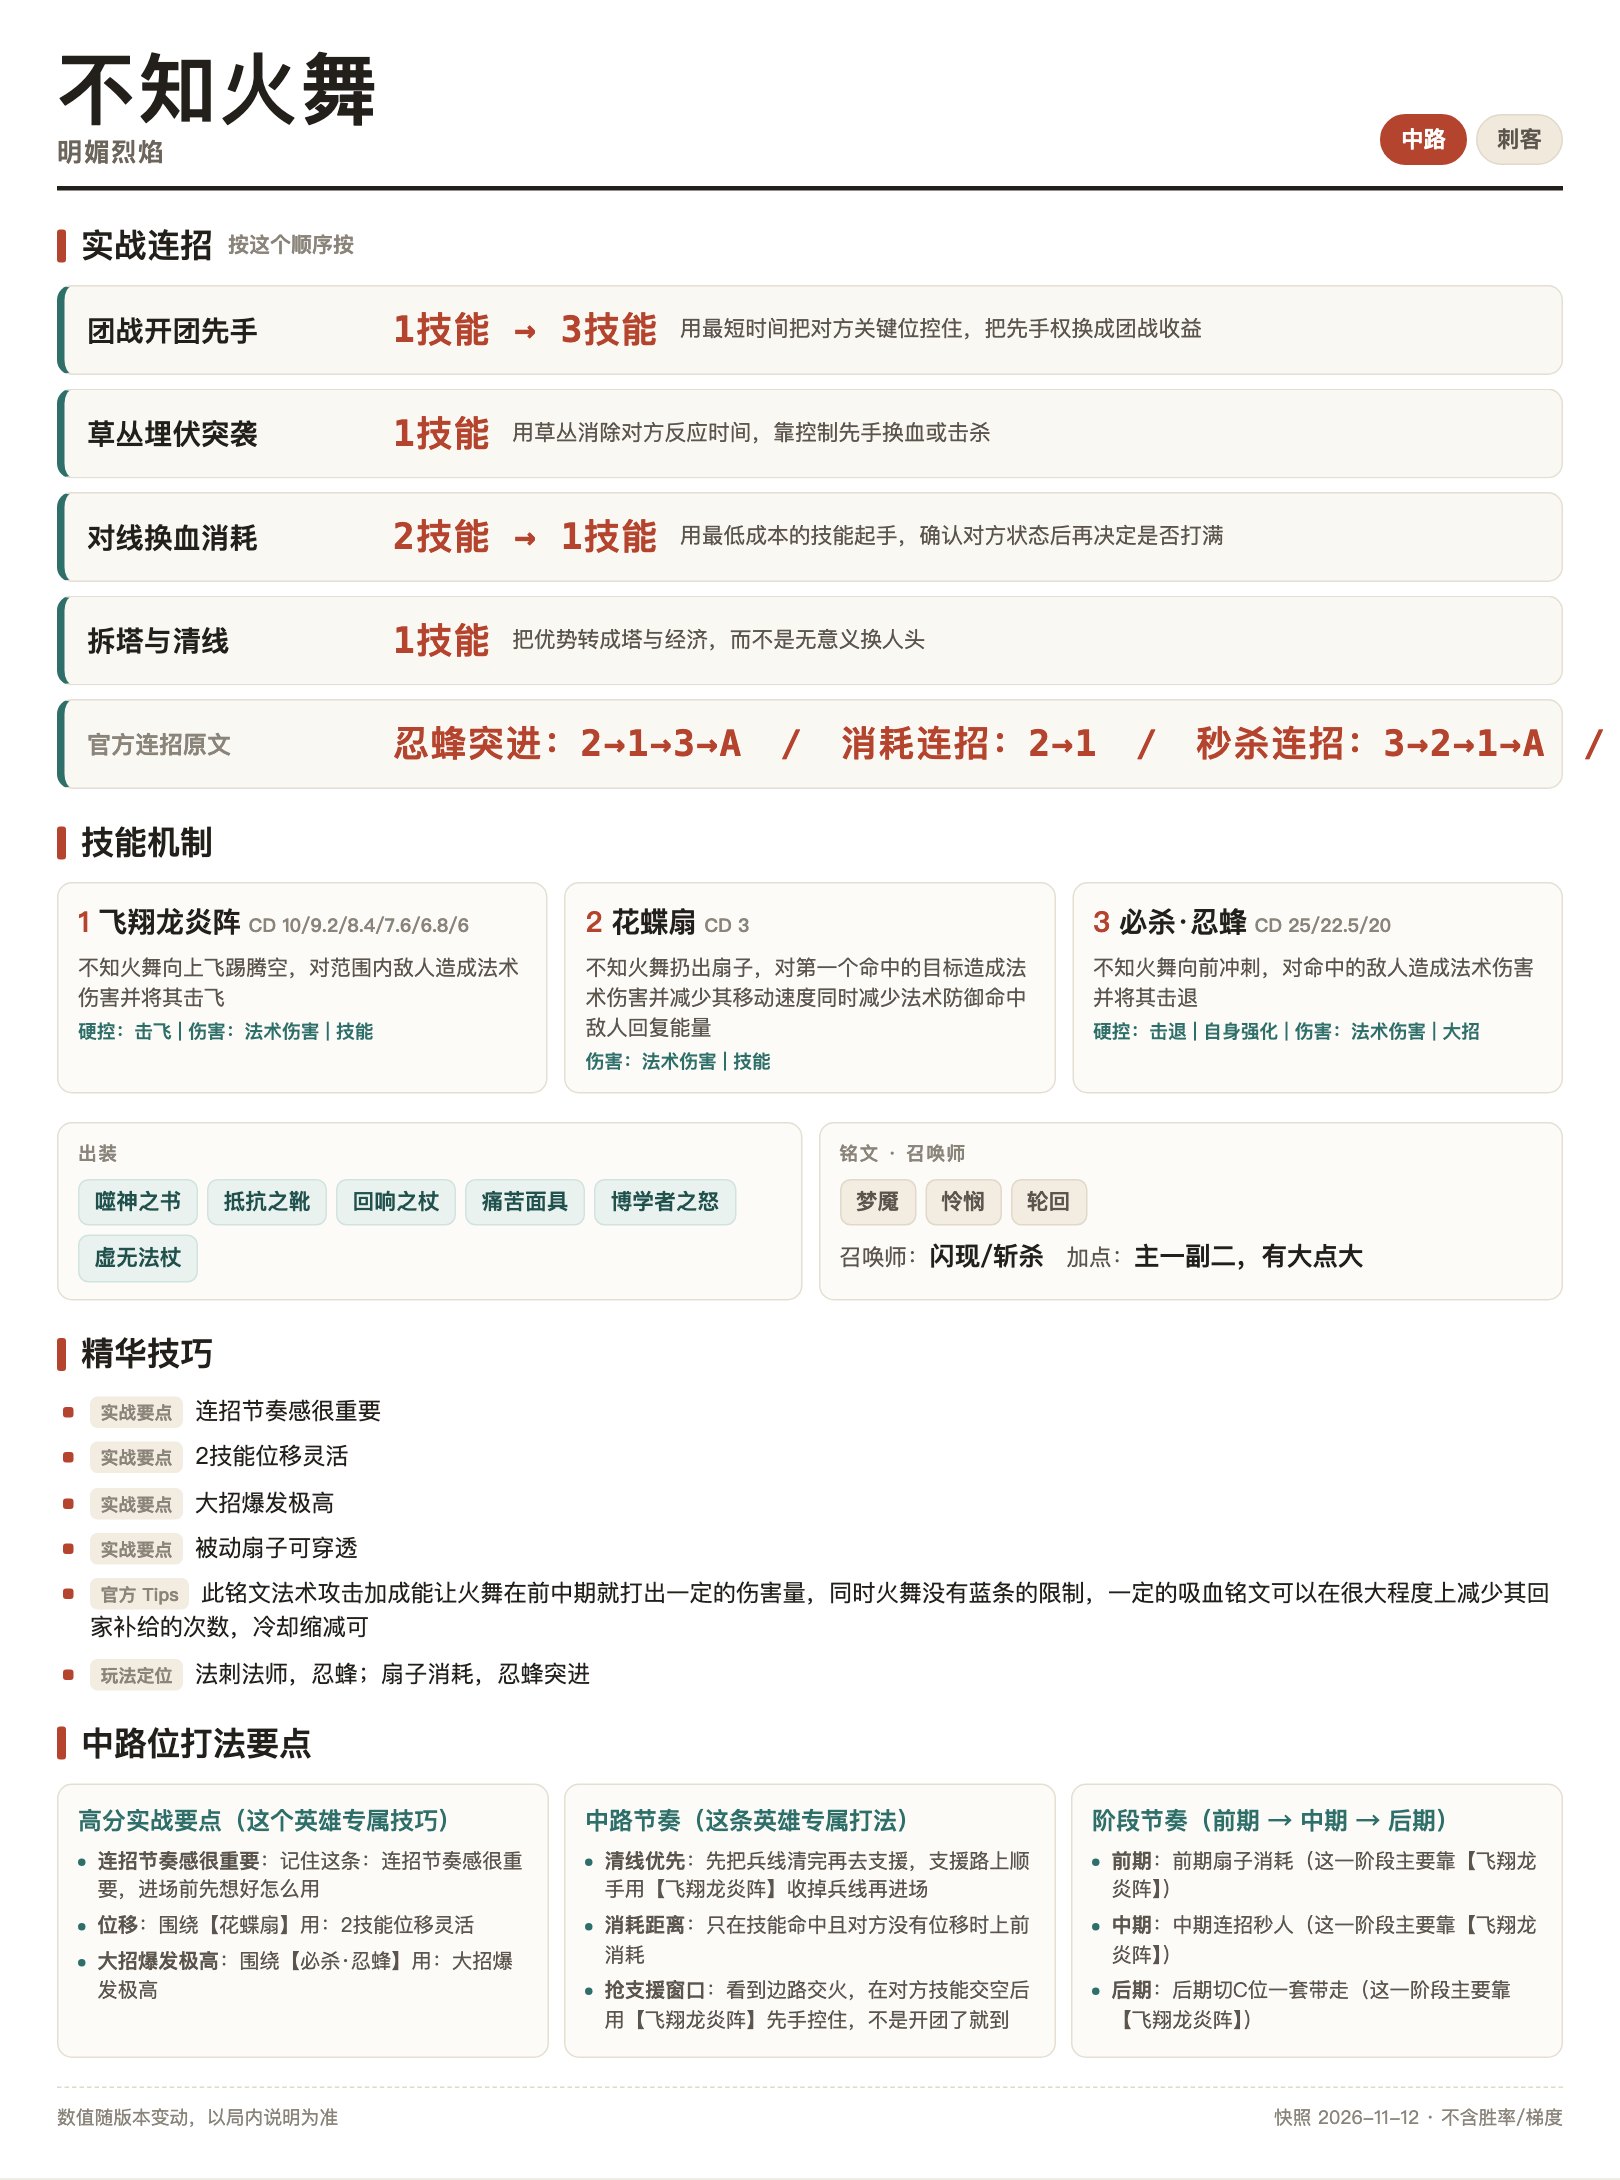 不知火舞
明媚烈焰
中路 刺客
实战连招 按这个顺序按
团战开团先手 1技能 → 3技能 用最短时间把对方关键位控住，把先手权换成团战收益
草丛埋伏突袭 1技能 用草丛消除对方反应时间，靠控制先手换血或击杀
对线换血消耗 2技能 → 1技能 用最低成本的技能起手，确认对方状态后再决定是否打满
拆塔与清线 1技能 把优势转成塔与经济，而不是无意义换人头
官方连招原文 忍蜂突进：2→1→3→A / 消耗连招：2→1 / 秒杀连招：3→2→1→A /
技能机制
1 飞翔龙炎阵 CD 10/9.2/8.4/7.6/6.8/6
不知火舞向上飞踢腾空，对范围内敌人造成法术
伤害并将其击飞
硬控：击飞 | 伤害：法术伤害 | 技能
2 花蝶扇 CD 3
不知火舞扔出扇子，对第一个命中的目标造成法
术伤害并减少其移动速度同时减少法术防御命中
敌人回复能量
伤害：法术伤害 | 技能
3 必杀·忍蜂 CD 25/22.5/20
不知火舞向前冲刺，对命中的敌人造成法术伤害
并将其击退
硬控：击退 | 自身强化 | 伤害：法术伤害 | 大招
出装
噬神之书 抵抗之靴 回响之杖 痛苦面具 博学者之怒
虚无法杖
铭文 · 召唤师
梦魇 怜悯 轮回
召唤师：闪现/斩杀 加点：主一副二，有大点大
精华技巧
实战要点 连招节奏感很重要
实战要点 2技能位移灵活
实战要点 大招爆发极高
实战要点 被动扇子可穿透
官方 Tips 此铭文法术攻击加成能让火舞在前中期就打出一定的伤害量，同时火舞没有蓝条的限制，一定的吸血铭文可以在很大程度上减少其回
家补给的次数，冷却缩减可
玩法定位 法刺法师，忍蜂；扇子消耗，忍蜂突进
中路位打法要点
高分实战要点（这个英雄专属技巧）
连招节奏感很重要：记住这条：连招节奏感很重
要，进场前先想好怎么用
位移：围绕【花蝶扇】用：2技能位移灵活
大招爆发极高：围绕【必杀·忍蜂】用：大招爆
发极高
中路节奏（这条英雄专属打法）
清线优先：先把兵线清完再去支援，支援路上顺
手用【飞翔龙炎阵】收掉兵线再进场
消耗距离：只在技能命中且对方没有位移时上前
消耗
抢支援窗口：看到边路交火，在对方技能交空后
用【飞翔龙炎阵】先手控住，不是开团了就到
阶段节奏（前期 → 中期 → 后期）
前期：前期扇子消耗（这一阶段主要靠【飞翔龙
炎阵】）
中期：中期连招秒人（这一阶段主要靠【飞翔龙
炎阵】）
后期：后期切C位一套带走（这一阶段主要靠
【飞翔龙炎阵】）
数值随版本变动，以局内说明为准
快照 2026-11-12 · 不含胜率/梯度